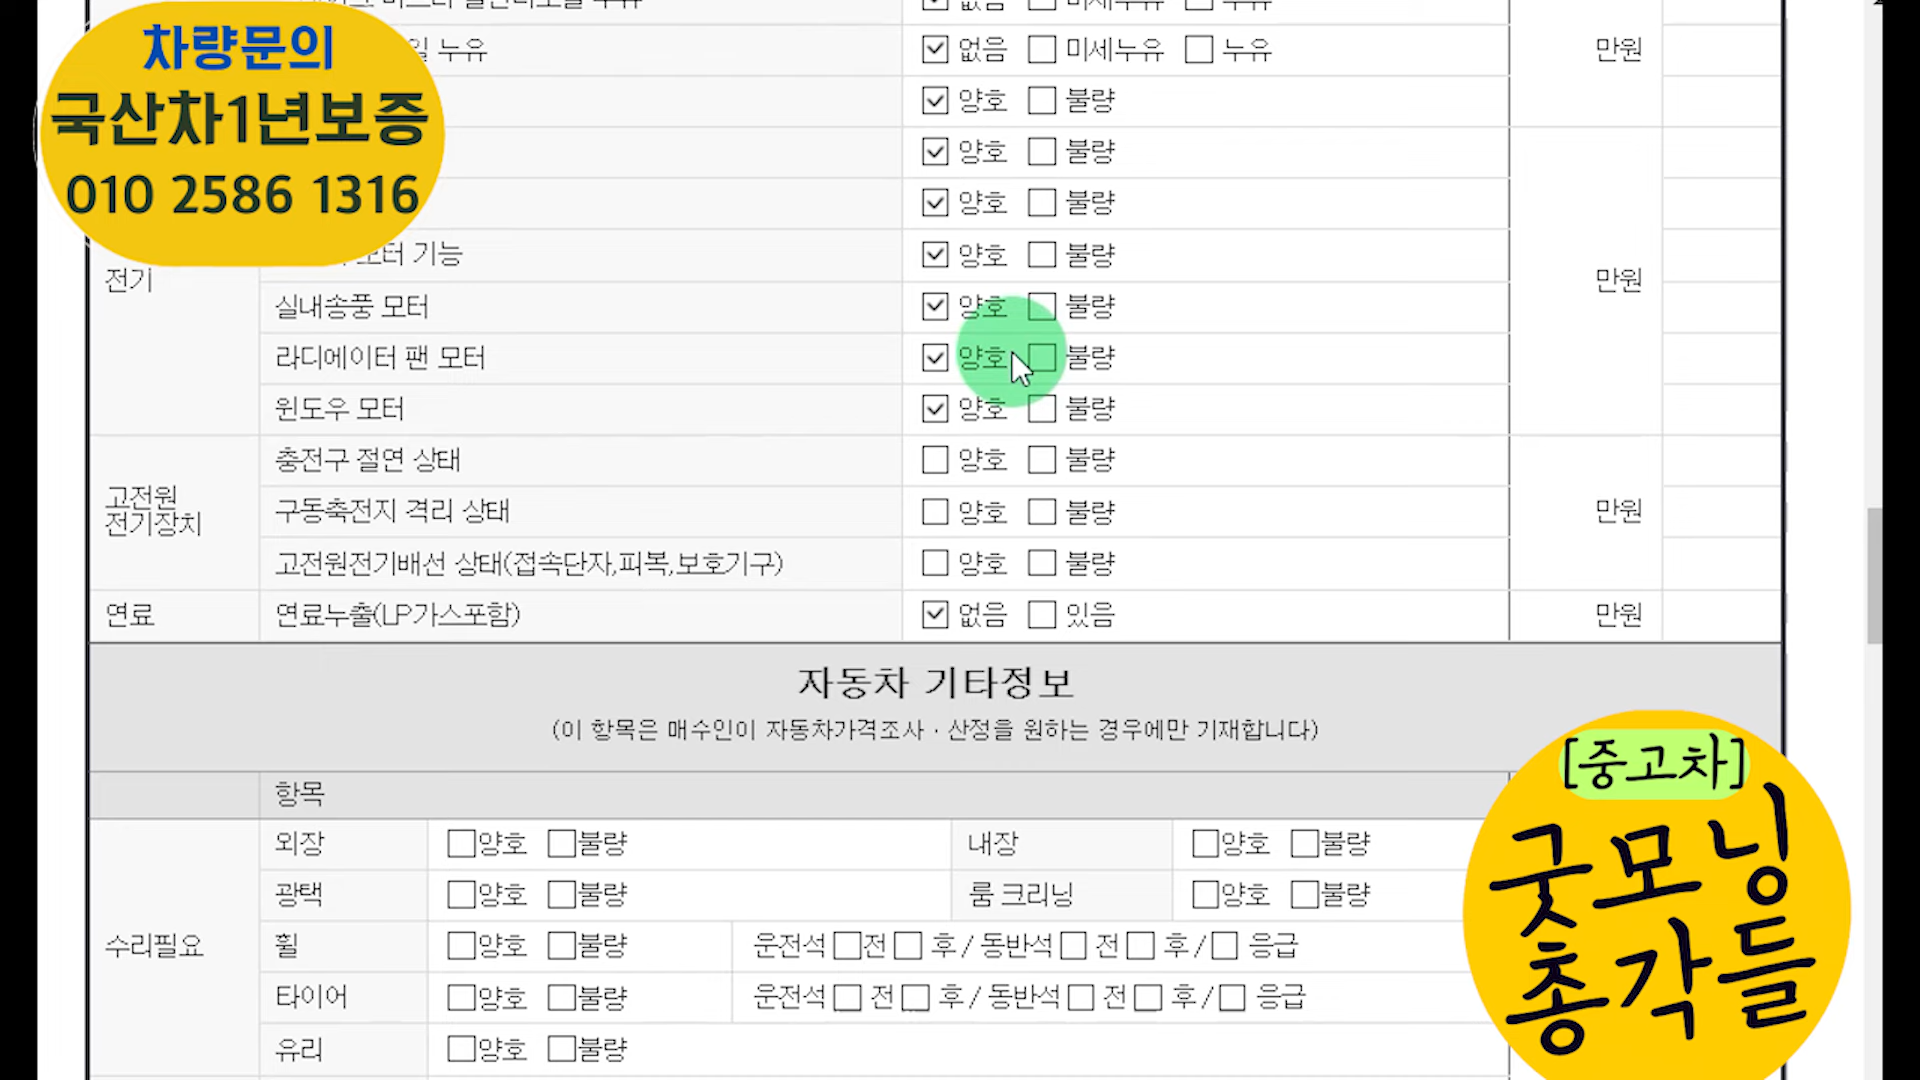 차량문의
국산차1년보증
010 2586 1316
없음 미세누유 누유
일 누유 없음 미세누유 누유 만원
양호 불량
양호 불량
양호 불량
전기 모터 기능 양호 불량 만원
실내송풍 모터 양호 불량
라디에이터 팬 모터 양호 불량
윈도우 모터 양호 불량
고전원
전기장치
충전구 절연 상태 양호 불량
구동축전지 격리 상태 양호 불량 만원
고전원전기배선 상태(접속단자,피복,보호기구) 양호 불량
연료 연료누출(LP가스포함) 없음 있음 만원
자동차 기타정보
(이 항목은 매수인이 자동차가격조사 · 산정을 원하는 경우에만 기재합니다)
항목
수리필요
외장 양호 불량 내장 양호 불량
광택 양호 불량 룸 크리닝 양호 불량
휠 양호 불량 운전석 전 후 / 동반석 전 후 / 응급
타이어 양호 불량 운전석 전 후 / 동반석 전 후 / 응급
유리 양호 불량
[중고차]
굿모닝
총각들